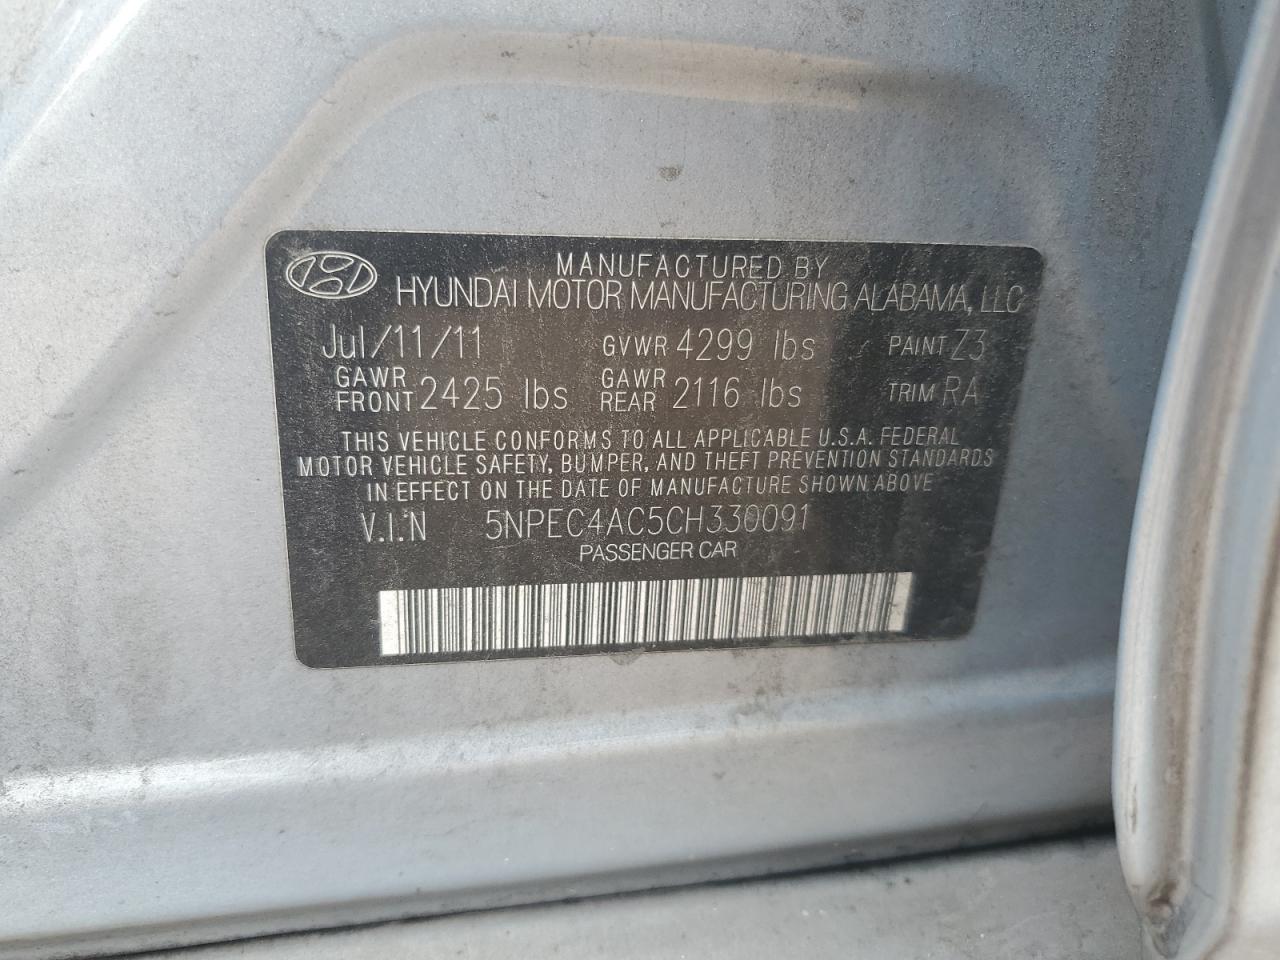 MANUFACTURED BY
HYUNDAI MOTOR MANUFACTURING ALABAMA, LLC
Jul/11/11 GVWR 4299 lbs PAINT Z3
GAWR FRONT 2425 lbs GAWR REAR 2116 lbs TRIM RA
THIS VEHICLE CONFORMS TO ALL APPLICABLE U.S.A. FEDERAL
MOTOR VEHICLE SAFETY, BUMPER, AND THEFT PREVENTION STANDARDS
IN EFFECT ON THE DATE OF MANUFACTURE SHOWN ABOVE
V.I.N 5NPEC4AC5CH330091
PASSENGER CAR